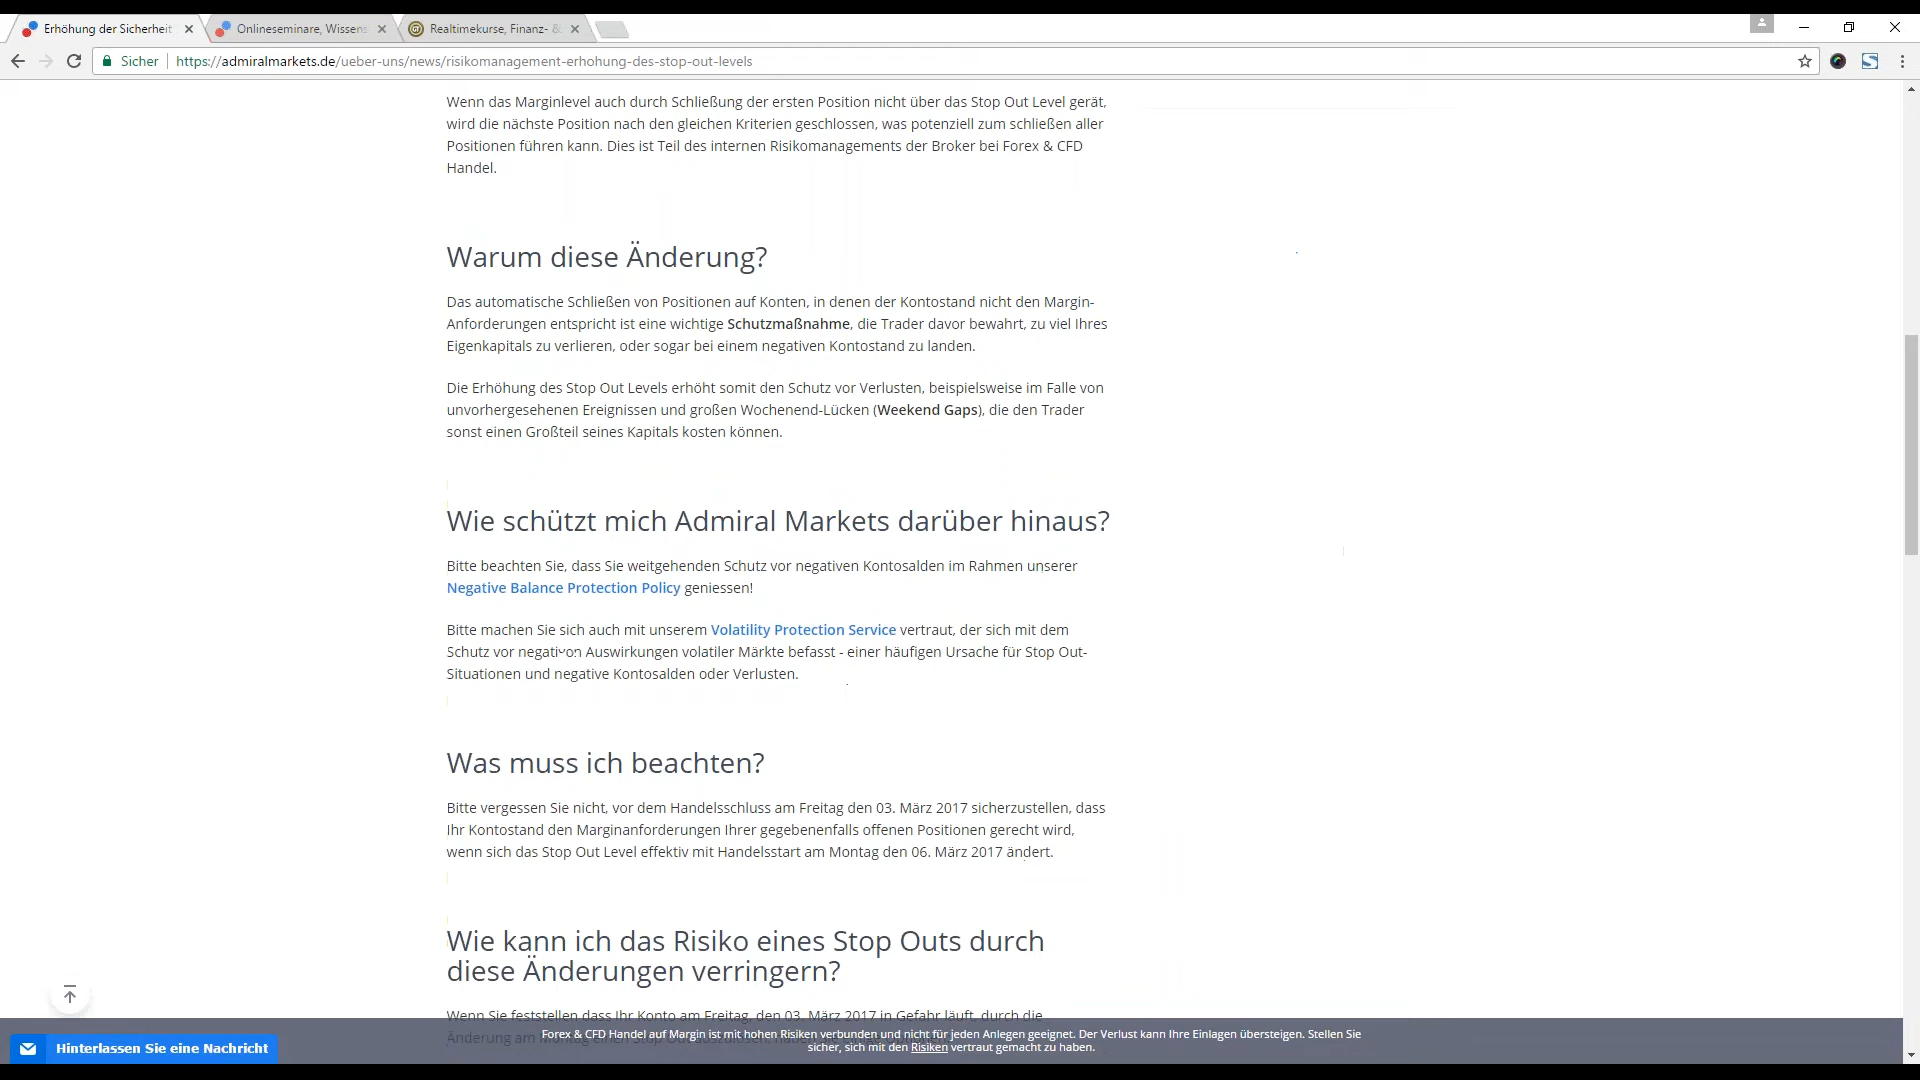 Erhöhung der Sicherheit
Onlineseminare, Wissens
Realtimekurse, Finanz- &
Sicher
https://admiralmarkets.de/ueber-uns/news/risikomanagement-erhohung-des-stop-out-levels
Wenn das Marginlevel auch durch Schließung der ersten Position nicht über das Stop Out Level gerät,
wird die nächste Position nach den gleichen Kriterien geschlossen, was potenziell zum schließen aller
Positionen führen kann. Dies ist Teil des internen Risikomanagements der Broker bei Forex & CFD
Handel.
Warum diese Änderung?
Das automatische Schließen von Positionen auf Konten, in denen der Kontostand nicht den Margin-
Anforderungen entspricht ist eine wichtige Schutzmaßnahme, die Trader davor bewahrt, zu viel Ihres
Eigenkapitals zu verlieren, oder sogar bei einem negativen Kontostand zu landen.
Die Erhöhung des Stop Out Levels erhöht somit den Schutz vor Verlusten, beispielsweise im Falle von
unvorhergesehenen Ereignissen und großen Wochenend-Lücken (Weekend Gaps), die den Trader
sonst einen Großteil seines Kapitals kosten können.
Wie schützt mich Admiral Markets darüber hinaus?
Bitte beachten Sie, dass Sie weitgehenden Schutz vor negativen Kontosalden im Rahmen unserer
Negative Balance Protection Policy geniessen!
Bitte machen Sie sich auch mit unserem Volatility Protection Service vertraut, der sich mit dem
Schutz vor negativen Auswirkungen volatiler Märkte befasst - einer häufigen Ursache für Stop Out-
Situationen und negative Kontosalden oder Verlusten.
Was muss ich beachten?
Bitte vergessen Sie nicht, vor dem Handelsschluss am Freitag den 03. März 2017 sicherzustellen, dass
Ihr Kontostand den Marginanforderungen Ihrer gegebenenfalls offenen Positionen gerecht wird,
wenn sich das Stop Out Level effektiv mit Handelsstart am Montag den 06. März 2017 ändert.
Wie kann ich das Risiko eines Stop Outs durch
diese Änderungen verringern?
Wenn Sie feststellen dass Ihr Konto am Freitag, den 03. März 2017 in Gefahr läuft, durch die
Änderung am Montag einen Stop Out auszulösen, haben Sie
Forex & CFD Handel auf Margin ist mit hohen Risiken verbunden und nicht für jeden Anlegen geeignet. Der Verlust kann Ihre Einlagen übersteigen. Stellen Sie
sicher, sich mit den Risiken vertraut gemacht zu haben.
Hinterlassen Sie eine Nachricht